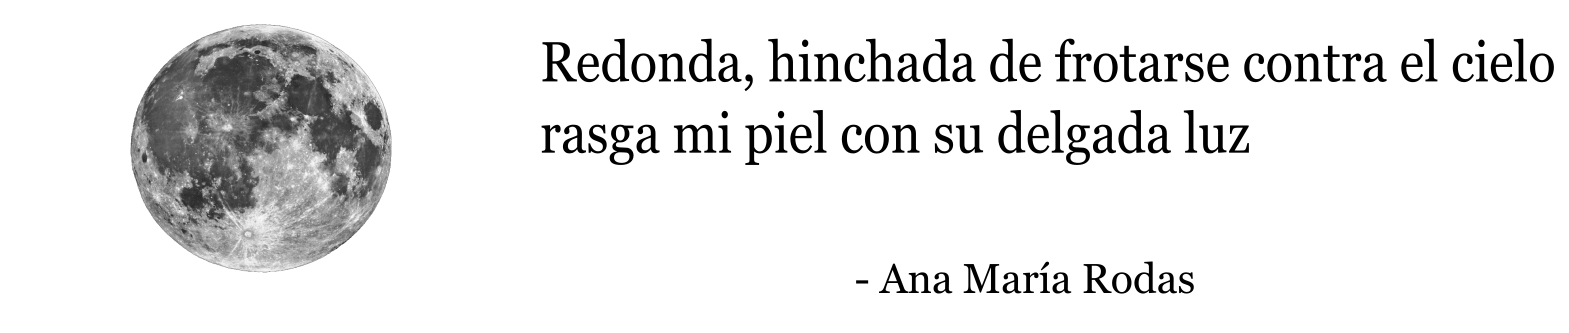 Redonda, hinchada de frotarse contra el cielo
rasga mi piel con su delgada luz
- Ana María Rodas